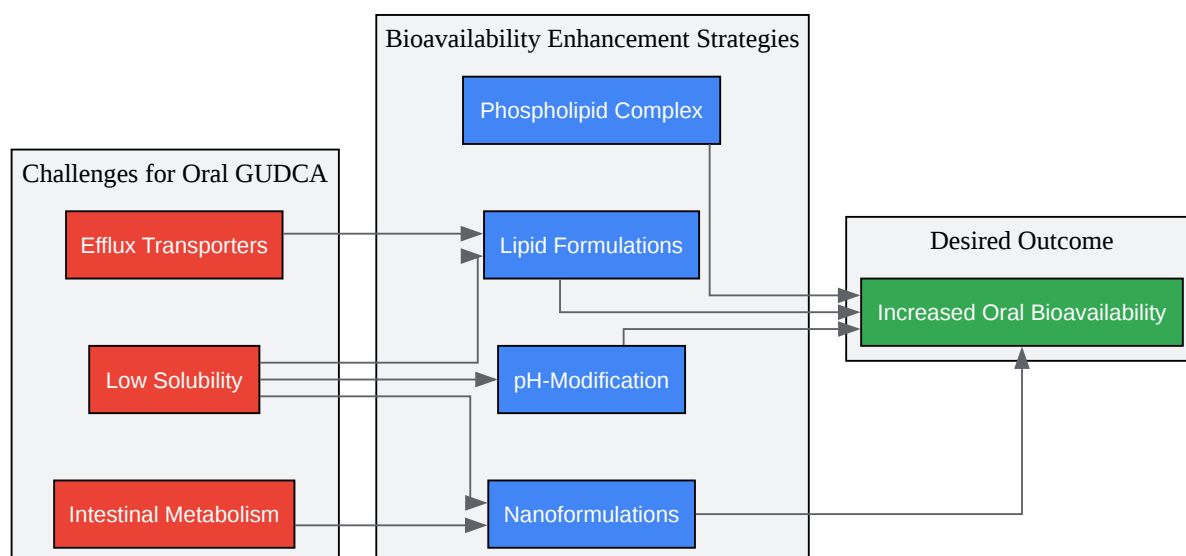 Bioavailability Enhancement Strategies
Phospholipid Complex
Challenges for Oral GUDCA
Efflux Transporters
Lipid Formulations
Desired Outcome
Increased Oral Bioavailability
Low Solubility
pH-Modification
Intestinal Metabolism
Nanoformulations